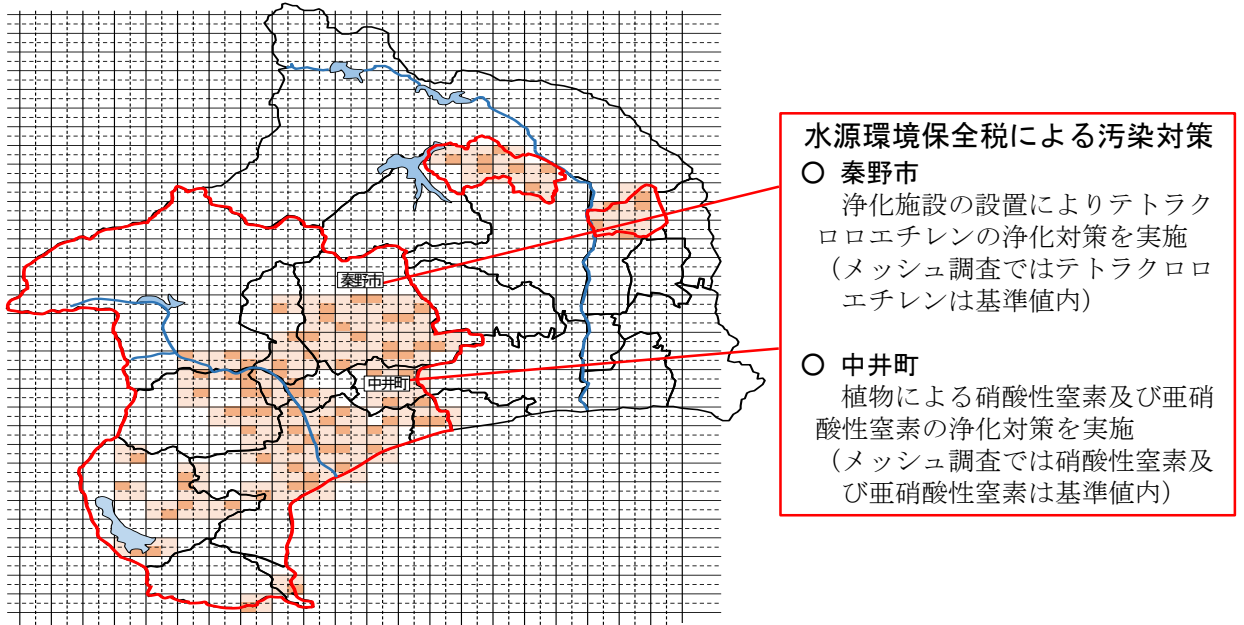 水源環境保全税による汚染対策
○ 秦野市
浄化施設の設置によりテトラク
ロロエチレンの浄化対策を実施
（メッシュ調査ではテトラクロロ
エチレンは基準値内）
○ 中井町
植物による硝酸性窒素及び亜硝
酸性窒素の浄化対策を実施
（メッシュ調査では硝酸性窒素及
び亜硝酸性窒素は基準値内）
秦野市
中井町